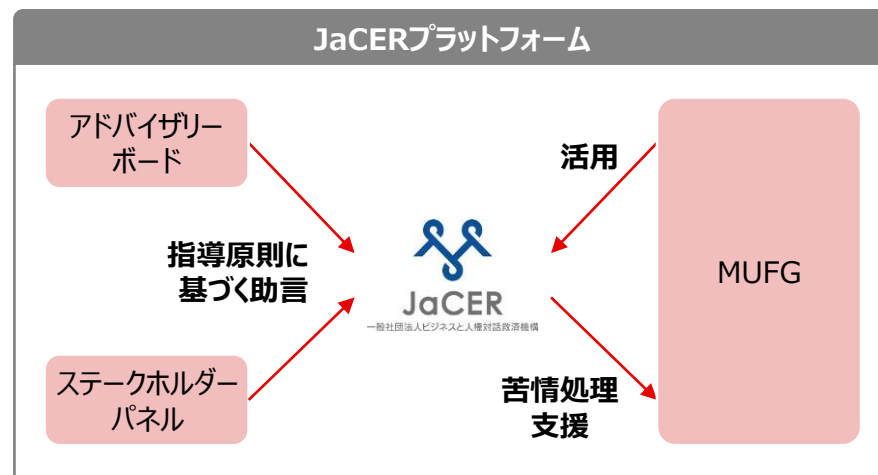 JaCERプラットフォーム
アドバイザリー
ボード
活用
指導原則に
基づく助言
JaCER
一般社団法人ビジネスと人権対話救済機構
MUFG
ステークホルダー
パネル
苦情処理
支援